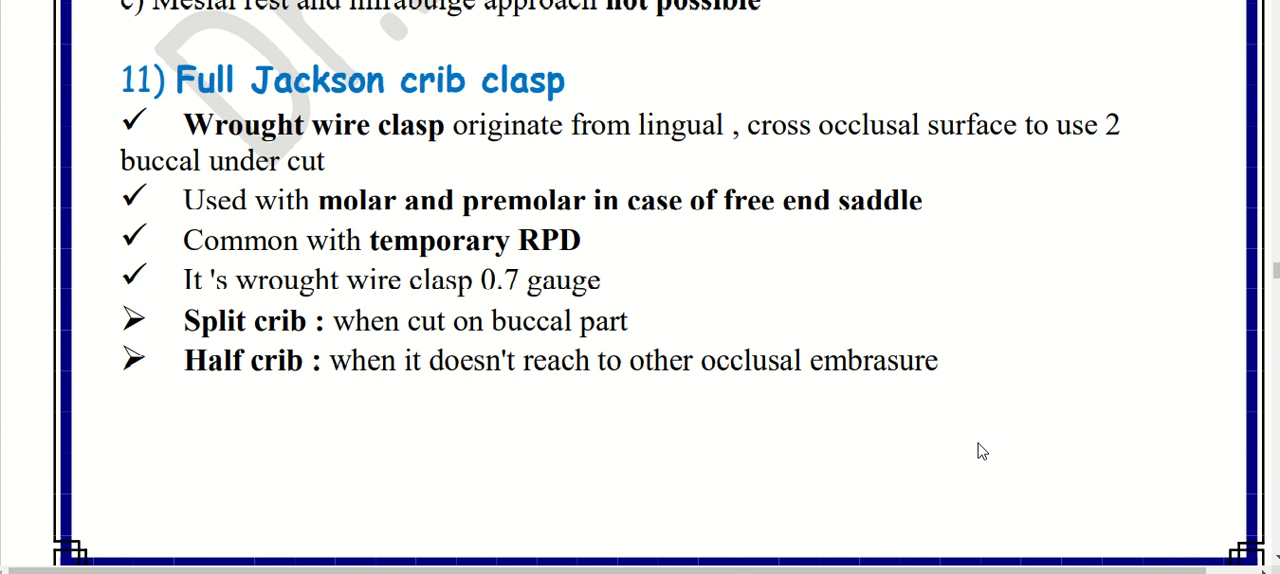 c) Mesial rest and infrabulge approach not possible
11) Full Jackson crib clasp
✓ Wrought wire clasp originate from lingual , cross occlusal surface to use 2
buccal under cut
✓ Used with molar and premolar in case of free end saddle
✓ Common with temporary RPD
✓ It 's wrought wire clasp 0.7 gauge
➢ Split crib : when cut on buccal part
➢ Half crib : when it doesn't reach to other occlusal embrasure
Dr.